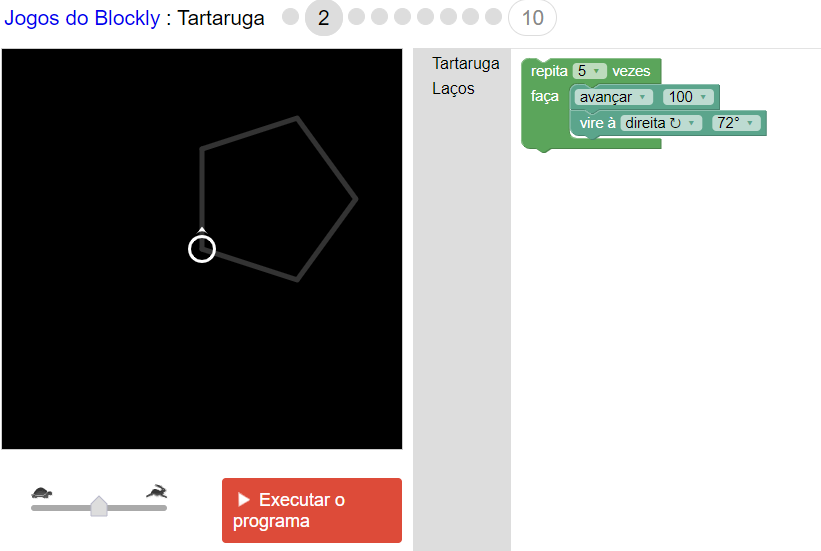 Jogos do Blockly : Tartaruga 2 10
Tartaruga
Laços
repita 5 vezes
faça avançar 100
vire à direita ↻ 72°
Executar o
programa